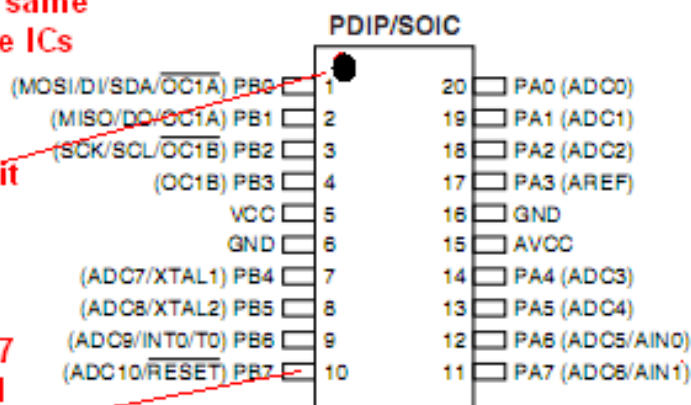 same
e ICs
PDIP/SOIC
(MOSI/DI/SDA/OC1A) PB0 1 20 PA0 (ADC0)
(MISO/DO/OC1A) PB1 2 19 PA1 (ADC1)
(SCK/SCL/OC1B) PB2 3 18 PA2 (ADC2)
it
(OC1B) PB3 4 17 PA3 (AREF)
VCC 5 16 GND
GND 6 15 AVCC
(ADC7/XTAL1) PB4 7 14 PA4 (ADC3)
(ADC8/XTAL2) PB5 8 13 PA5 (ADC4)
(ADC9/INT0/T0) PB6 9 12 PA6 (ADC5/AIN0)
7
(ADC10/RESET) PB7 10 11 PA7 (ADC6/AIN1)